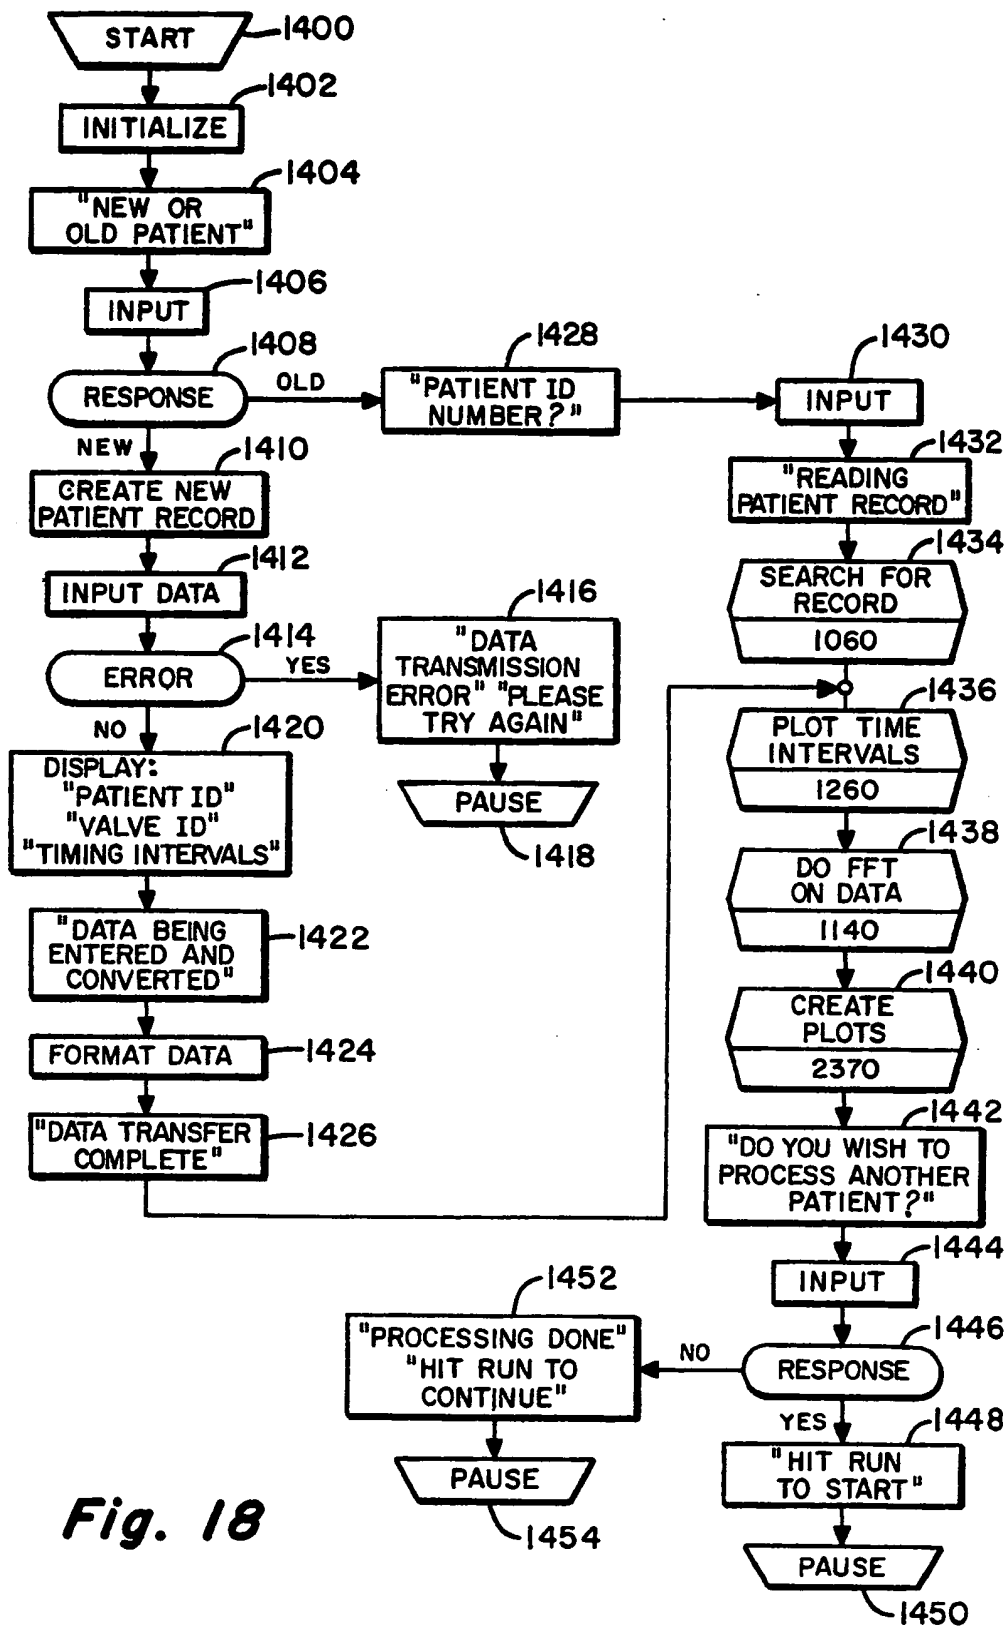 START
1400
INITIALIZE
1402
"NEW OR
OLD PATIENT"
1404
INPUT
1406
RESPONSE
1408
OLD
NEW
"PATIENT ID
NUMBER?"
1428
INPUT
1430
"READING
PATIENT RECORD"
1432
SEARCH FOR
RECORD
1060
1434
CREATE NEW
PATIENT RECORD
1410
INPUT DATA
1412
ERROR
1414
YES
NO
"DATA
TRANSMISSION
ERROR" "PLEASE
TRY AGAIN"
1416
PAUSE
1418
DISPLAY:
"PATIENT ID"
"VALVE ID"
"TIMING INTERVALS"
1420
"DATA BEING
ENTERED AND
CONVERTED"
1422
FORMAT DATA
1424
"DATA TRANSFER
COMPLETE"
1426
PLOT TIME
INTERVALS
1260
1436
DO FFT
ON DATA
1140
1438
CREATE
PLOTS
2370
1440
"DO YOU WISH TO
PROCESS ANOTHER
PATIENT?"
1442
INPUT
1444
RESPONSE
1446
NO
YES
"PROCESSING DONE"
"HIT RUN TO
CONTINUE"
1452
PAUSE
1454
"HIT RUN
TO START"
1448
PAUSE
1450
Fig. 18